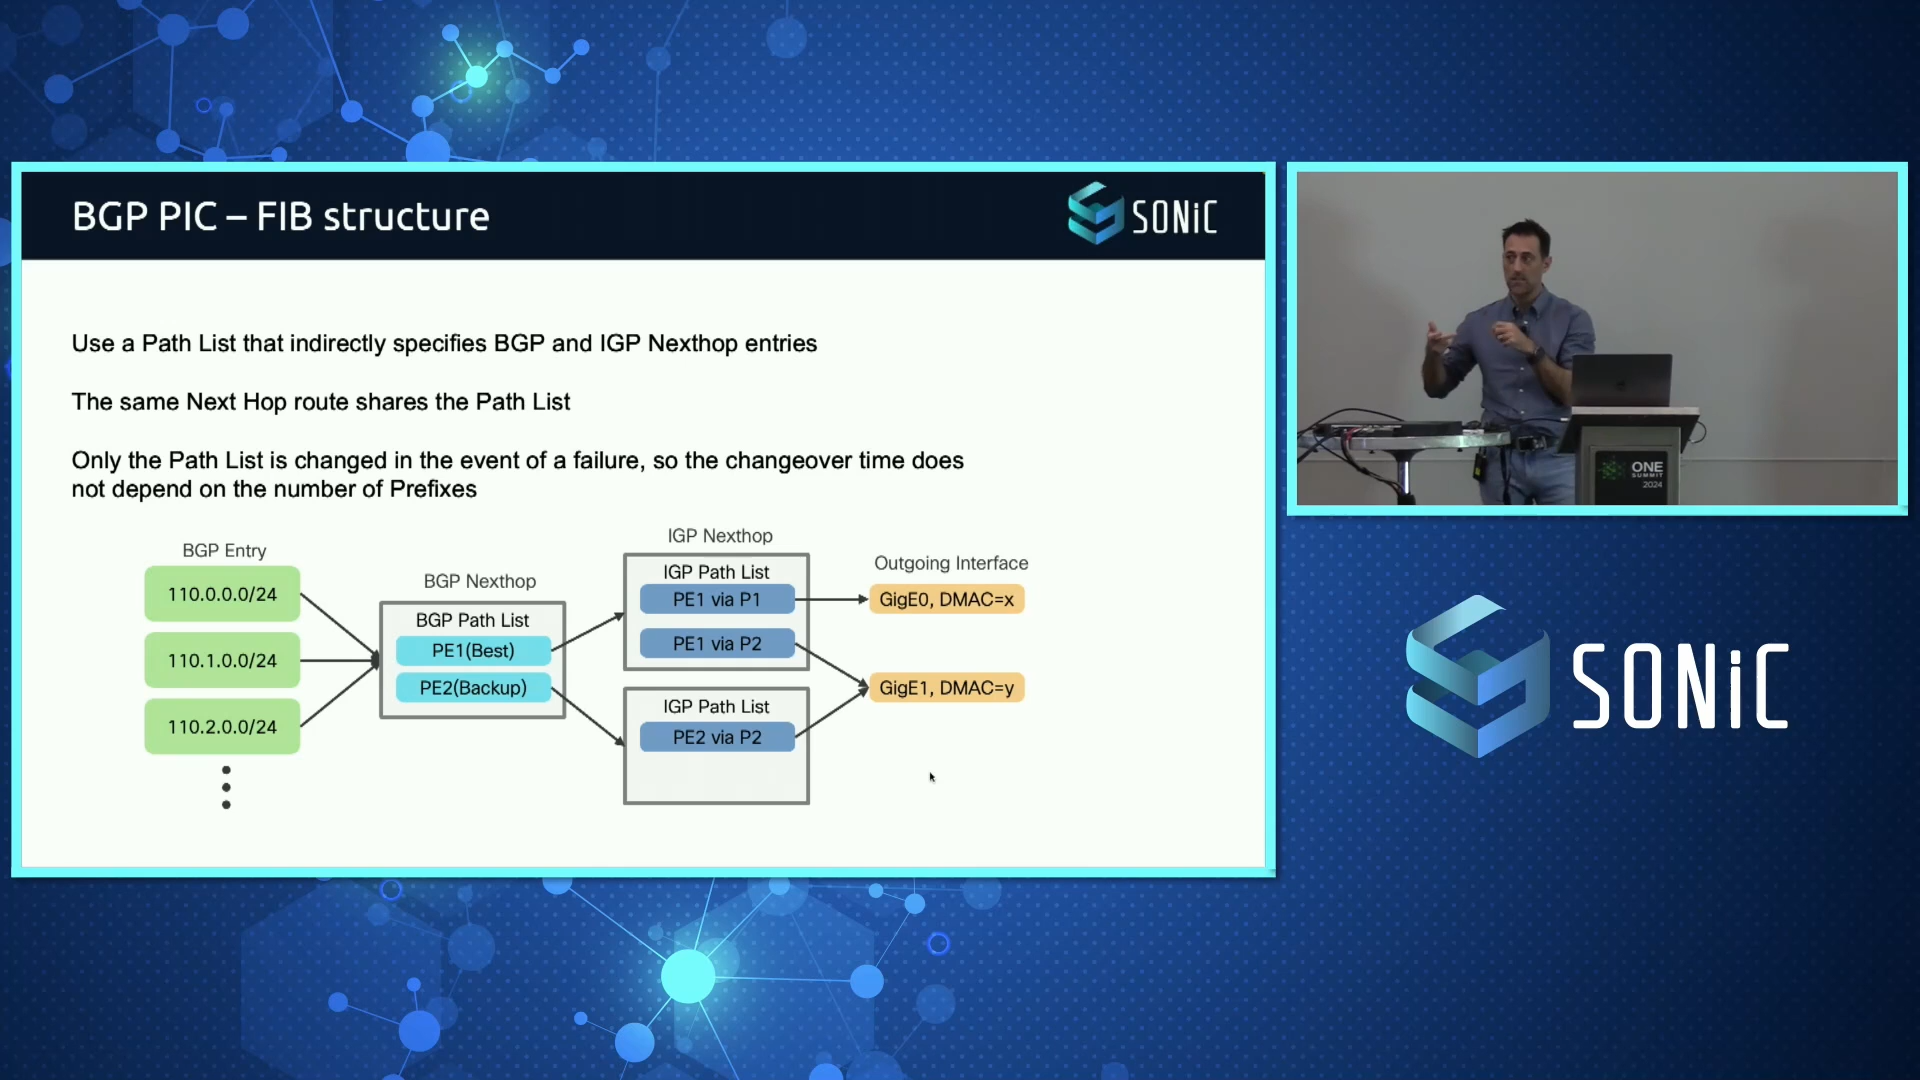 BGP PIC – FIB structure
SONiC
Use a Path List that indirectly specifies BGP and IGP Nexthop entries
The same Next Hop route shares the Path List
Only the Path List is changed in the event of a failure, so the changeover time does
not depend on the number of Prefixes
BGP Entry
110.0.0.0/24
110.1.0.0/24
110.2.0.0/24
BGP Nexthop
BGP Path List
PE1(Best)
PE2(Backup)
IGP Nexthop
IGP Path List
PE1 via P1
PE1 via P2
IGP Path List
PE2 via P2
Outgoing Interface
GigE0, DMAC=x
GigE1, DMAC=y
ONE
SUMMIT
2024
SONiC